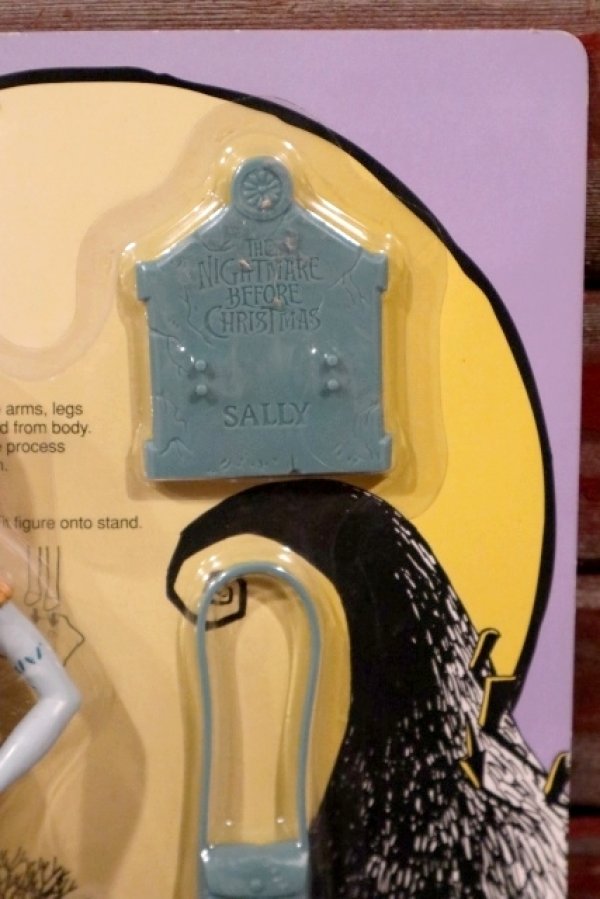 THE
NIGHTMARE
BEFORE
CHRISTMAS
SALLY
arms, legs
d from body.
process
figure onto stand.